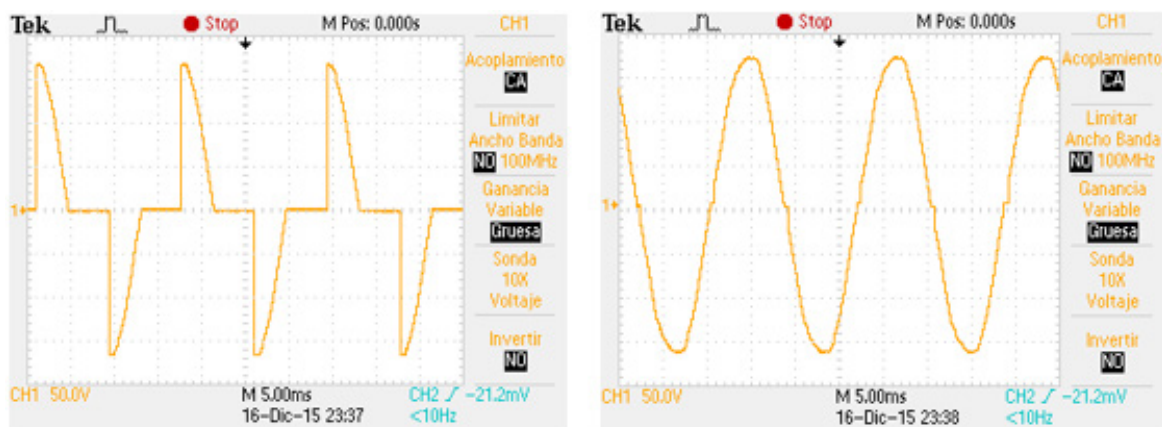 Tek Stop M Pos: 0.000s CH1
Acoplamiento
CA
Limitar
Ancho Banda
NO 100MHz
Ganancia
Variable
Gruesa
Sonda
10X
Voltaje
Invertir
NO
1
CH1 50.0V M 5.00ms CH2 -21.2mV
16-Dic-15 23:37 <10Hz
Tek Stop M Pos: 0.000s CH1
Acoplamiento
CA
Limitar
Ancho Banda
NO 100MHz
Ganancia
Variable
Gruesa
Sonda
10X
Voltaje
Invertir
NO
1
CH1 50.0V M 5.00ms CH2 -21.2mV
16-Dic-15 23:38 <10Hz